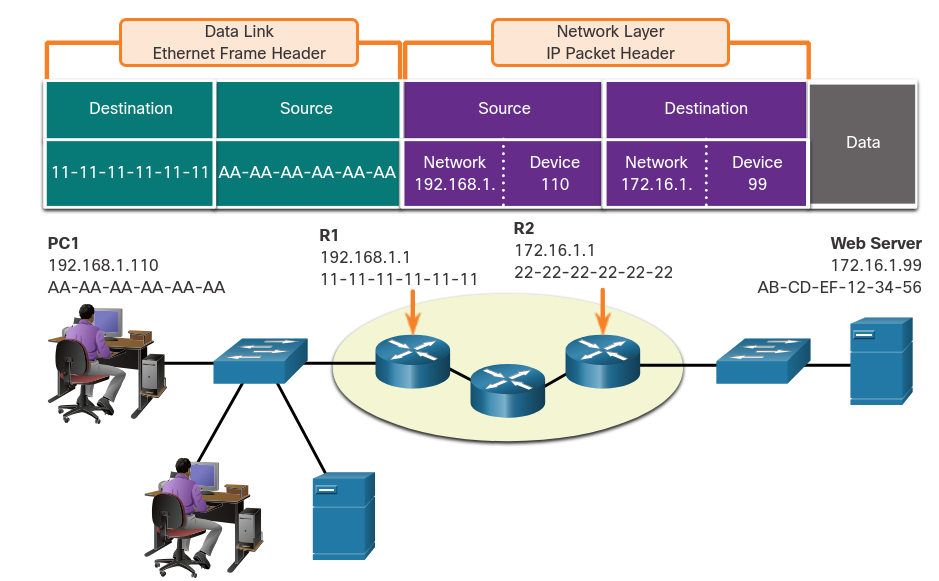 Data Link
Ethernet Frame Header
Network Layer
IP Packet Header
Destination
Source
Source
Destination
Data
11-11-11-11-11-11
AA-AA-AA-AA-AA-AA
Network
192.168.1.
Device
110
Network
172.16.1.
Device
99
PC1
192.168.1.110
AA-AA-AA-AA-AA-AA
R1
192.168.1.1
11-11-11-11-11-11
R2
172.16.1.1
22-22-22-22-22-22
Web Server
172.16.1.99
AB-CD-EF-12-34-56